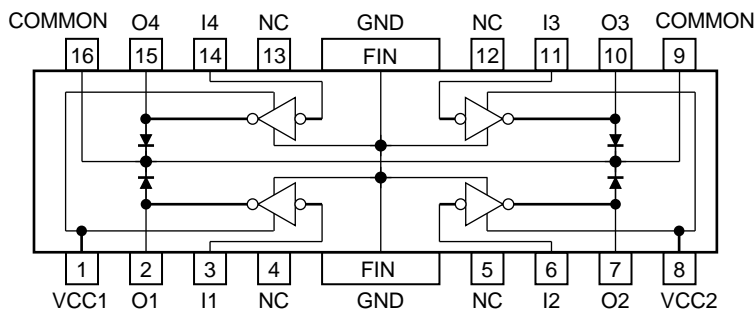 COMMON O4 I4 NC GND NC I3 O3 COMMON
16 15 14 13 FIN 12 11 10 9
1 2 3 4 FIN 5 6 7 8
VCC1 O1 I1 NC GND NC I2 O2 VCC2